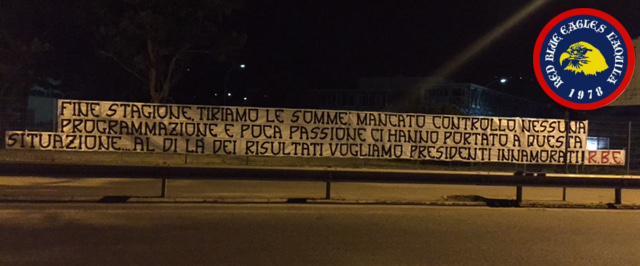 FINE STAGIONE, TIRIAMO LE SOMME: MANCATO CONTROLLO, NESSUNA
PROGRAMMAZIONE E POCA PASSIONE CI HANNO PORTATO A QUESTA
SITUAZIONE... AL DI LÀ DEI RISULTATI VOGLIAMO PRESIDENTI INNAMORATI!
R.B.E.
RED BLUE EAGLES L'AQUILA
1978